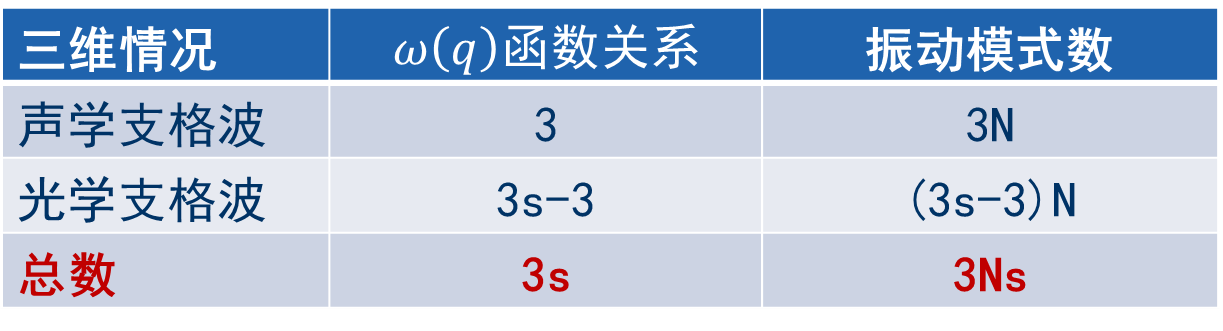 三维情况 ω(q)函数关系 振动模式数
声学支格波 3 3N
光学支格波 3s-3 (3s-3)N
总数 3s 3Ns